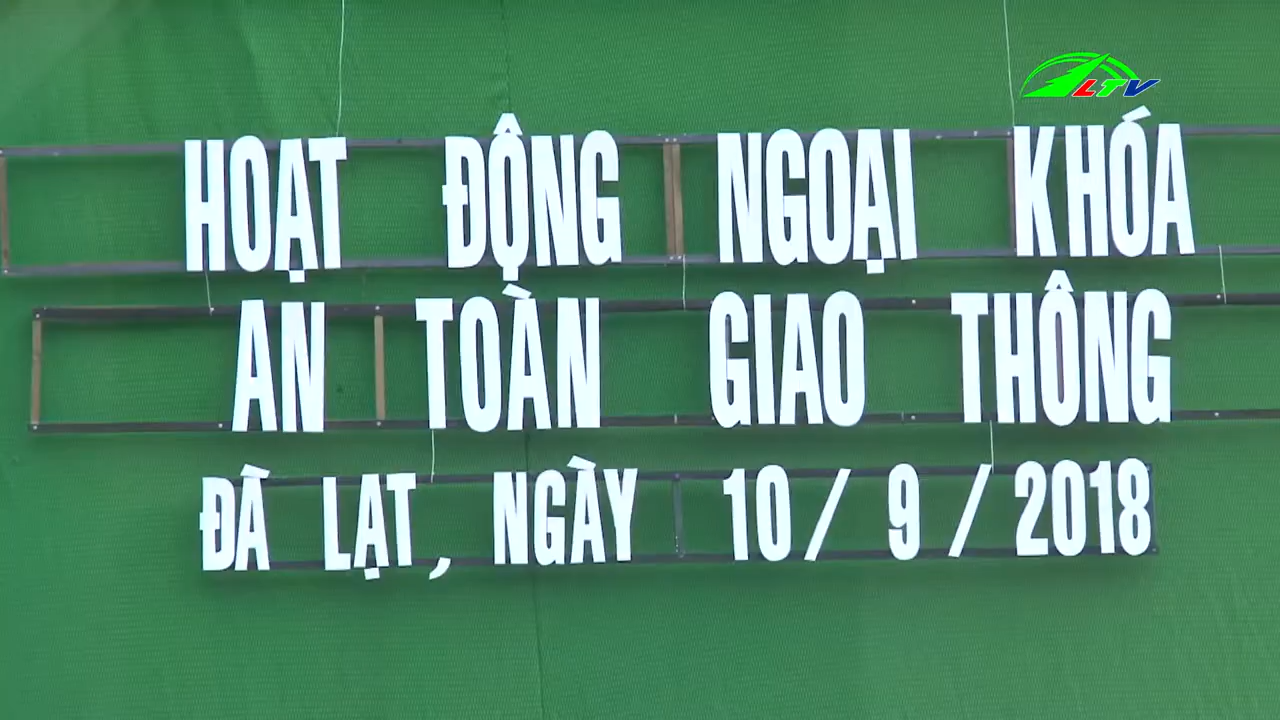 LTV
HOẠT ĐỘNG NGOẠI KHÓA
AN TOÀN GIAO THÔNG
ĐÀ LẠT, NGÀY 10/9/2018